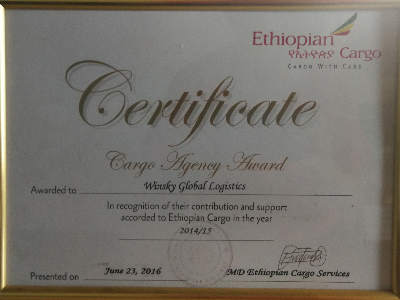 Ethiopian
የኢትዮጵያ Cargo
CARGO WITH CARE
Certificate
Cargo Agency Award
Awarded to Winsky Global Logistics
In recognition of their contribution and support
accorded to Ethiopian Cargo in the year
2014/15
Presented on June 23, 2016 MD Ethiopian Cargo Services